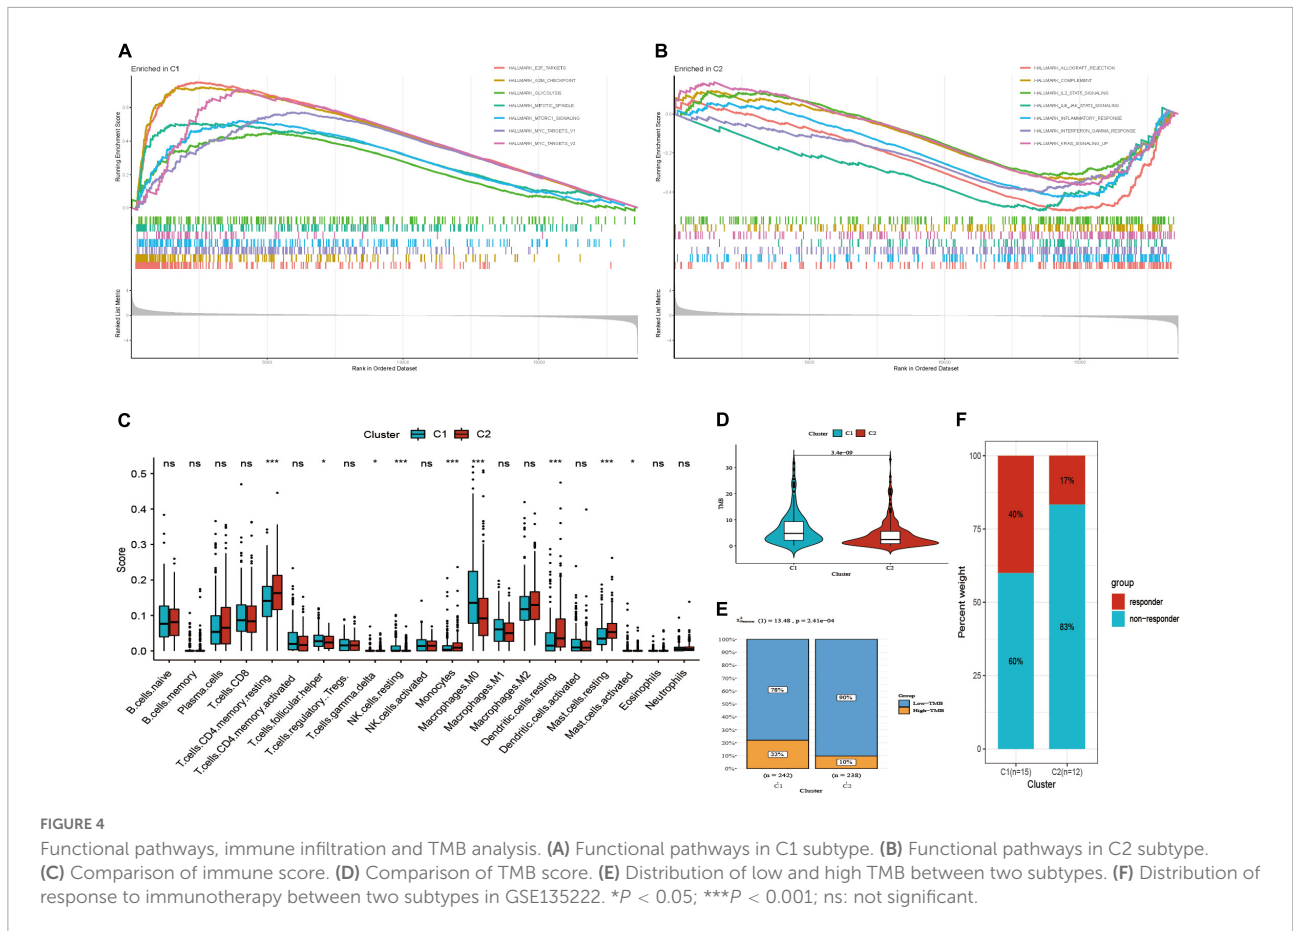 A
Enriched in C1
HALLMARK_E2F_TARGETS
HALLMARK_G2M_CHECKPOINT
HALLMARK_GLYCOLYSIS
HALLMARK_MITOTIC_SPINDLE
HALLMARK_MTORC1_SIGNALING
HALLMARK_MYC_TARGETS_V1
HALLMARK_MYC_TARGETS_V2
Running Enrichment Score
Ranked List Metric
Rank in Ordered Dataset
B
Enriched in C2
HALLMARK_ALLOGRAFT_REJECTION
HALLMARK_COMPLEMENT
HALLMARK_IL2_STAT5_SIGNALING
HALLMARK_IL6_JAK_STAT3_SIGNALING
HALLMARK_INFLAMMATORY_RESPONSE
HALLMARK_INTERFERON_GAMMA_RESPONSE
HALLMARK_KRAS_SIGNALING_UP
Running Enrichment Score
Ranked List Metric
Rank in Ordered Dataset
C
Cluster C1 C2
ns ns ns ns *** ns * ns * *** ns *** *** ns ns *** ns *** * ns ns
Score
0.5
0.4
0.3
0.2
0.1
0.0
B.cells.naive
B.cells.memory
Plasma.cells
T.cells.CD8
T.cells.CD4.memory.resting
T.cells.CD4.memory.activated
T.cells.follicular.helper
T.cells.regulatory.Tregs.
T.cells.gamma.delta
NK.cells.resting
NK.cells.activated
Monocytes
Macrophages.M0
Macrophages.M1
Macrophages.M2
Dendritic.cells.resting
Dendritic.cells.activated
Mast.cells.resting
Mast.cells.activated
Eosinophils
Neutrophils
D
Cluster C1 C2
3.4e-09
TMB
30
20
10
0
C1 C2
Cluster
E
(1) = 13.48 , p = 2.41e-04
100%
90%
80%
70%
60%
50%
40%
30%
20%
10%
0%
78% 90%
22% 10%
Group
Low-TMB
High-TMB
(n = 242) (n = 238)
C1 C2
Cluster
F
Percent weight
100
75
50
25
0
40%
60%
17%
83%
C1(n=15) C2(n=12)
Cluster
group
responder
non-responder
FIGURE 4
Functional pathways, immune infiltration and TMB analysis. (A) Functional pathways in C1 subtype. (B) Functional pathways in C2 subtype.
(C) Comparison of immune score. (D) Comparison of TMB score. (E) Distribution of low and high TMB between two subtypes. (F) Distribution of
response to immunotherapy between two subtypes in GSE135222. *P < 0.05; ***P < 0.001; ns: not significant.